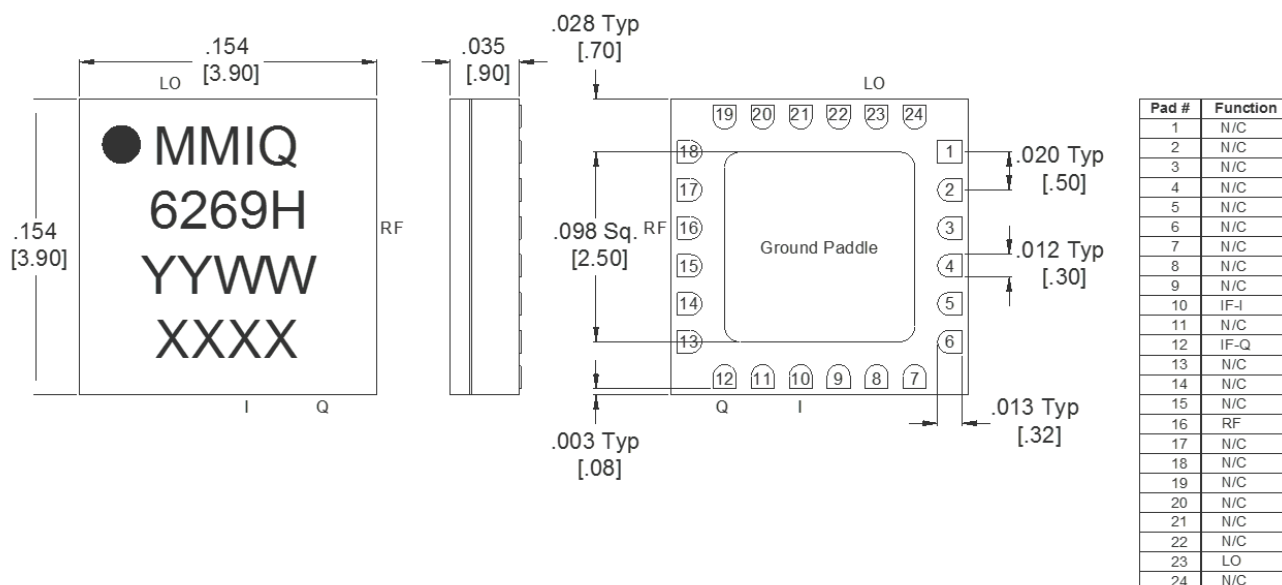 .154
[3.90]
LO
.154
[3.90]
MMIQ
6269H
YYWW
XXXX
RF
I Q
.035
[.90]
.028 Typ
[.70]
LO
19 20 21 22 23 24
18
17
16
15
14
13
RF
.098 Sq.
[2.50]
Ground Paddle
1
2
3
4
5
6
12 11 10 9 8 7
Q I
.003 Typ
[.08]
.020 Typ
[.50]
.012 Typ
[.30]
.013 Typ
[.32]
Pad # Function
1 N/C
2 N/C
3 N/C
4 N/C
5 N/C
6 N/C
7 N/C
8 N/C
9 N/C
10 IF-I
11 N/C
12 IF-Q
13 N/C
14 N/C
15 N/C
16 RF
17 N/C
18 N/C
19 N/C
20 N/C
21 N/C
22 N/C
23 LO
24 N/C